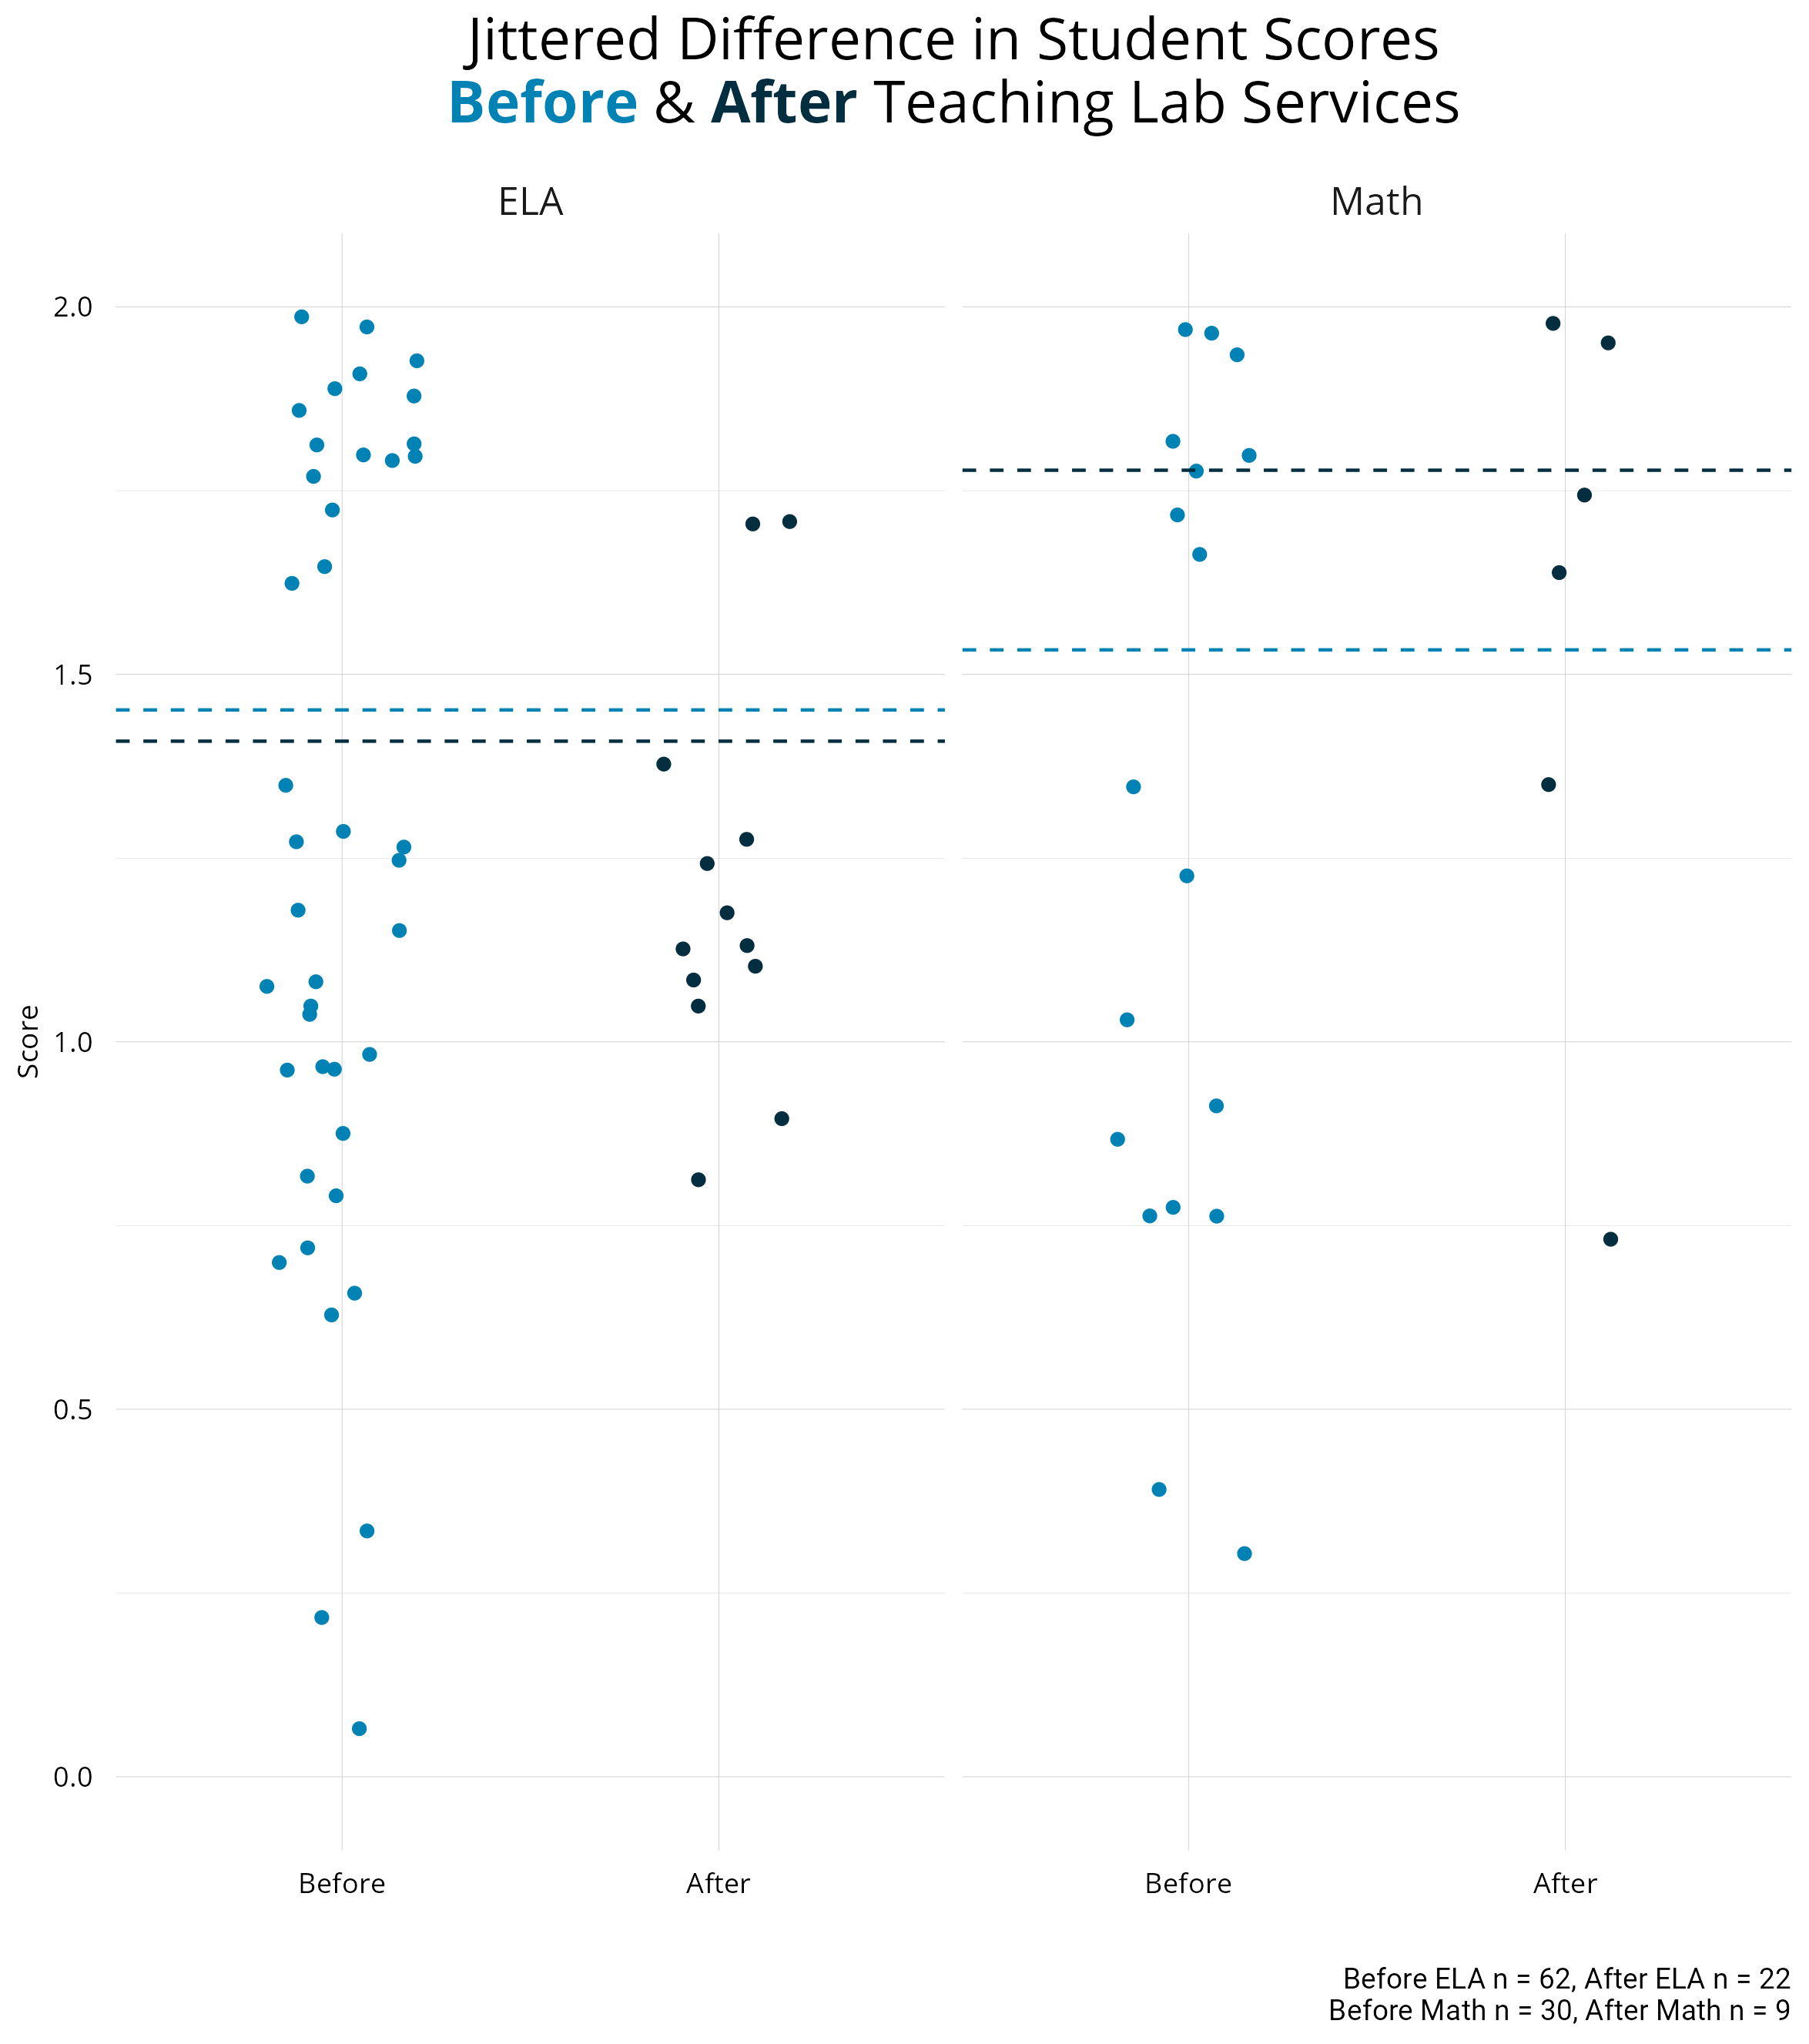 Jittered Difference in Student Scores
Before & After Teaching Lab Services
ELA
Math
2.0
1.5
1.0
0.5
0.0
Score
Before
After
Before
After
Before ELA n = 62, After ELA n = 22
Before Math n = 30, After Math n = 9